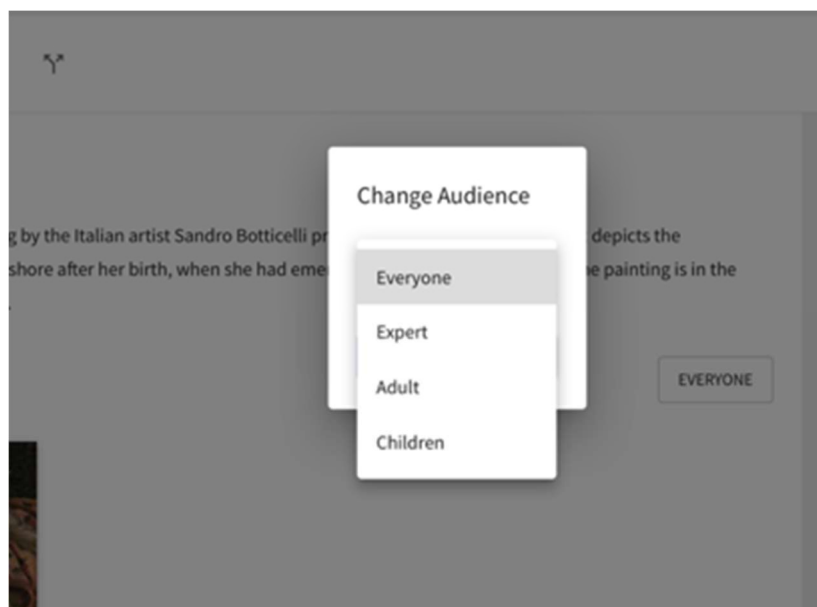 Change Audience
g by the Italian artist Sandro Botticelli pr depicts the
shore after her birth, when she had eme e painting is in the
.
Everyone
Expert
EVERYONE
Adult
Children